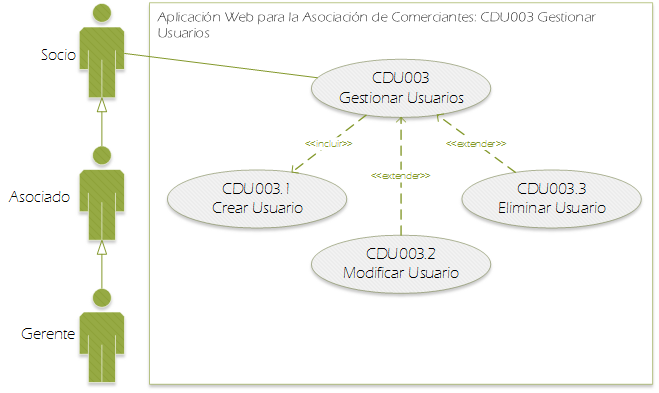 Aplicación Web para la Asociación de Comerciantes: CDU003 Gestionar
Usuarios
Socio
CDU003
Gestionar Usuarios
<<incluir>>
<<extender>>
<<extender>>
CDU003.1
Crear Usuario
CDU003.3
Eliminar Usuario
Asociado
CDU003.2
Modificar Usuario
Gerente